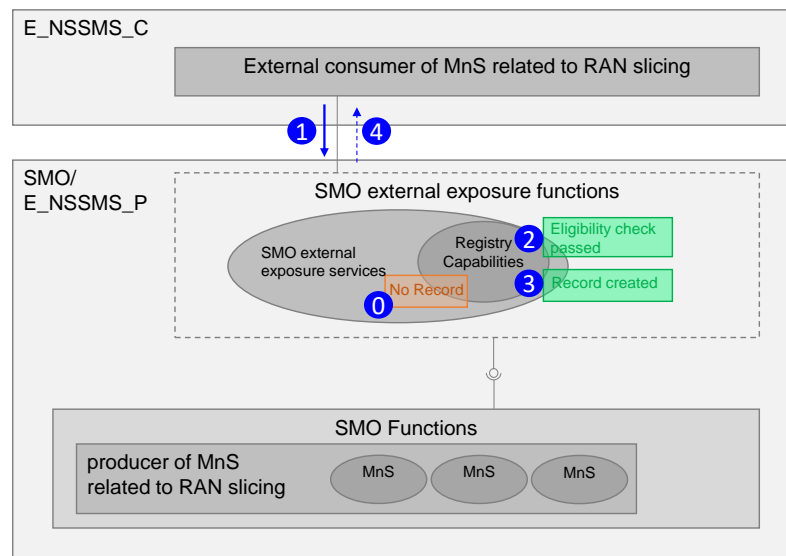 E_NSSMS_C
External consumer of MnS related to RAN slicing
1
4
SMO/
E_NSSMS_P
SMO external exposure functions
SMO external
exposure services
Registry
Capabilities
2
Eligibility check
passed
3
Record created
No Record
0
SMO Functions
producer of MnS
related to RAN slicing
MnS
MnS
MnS